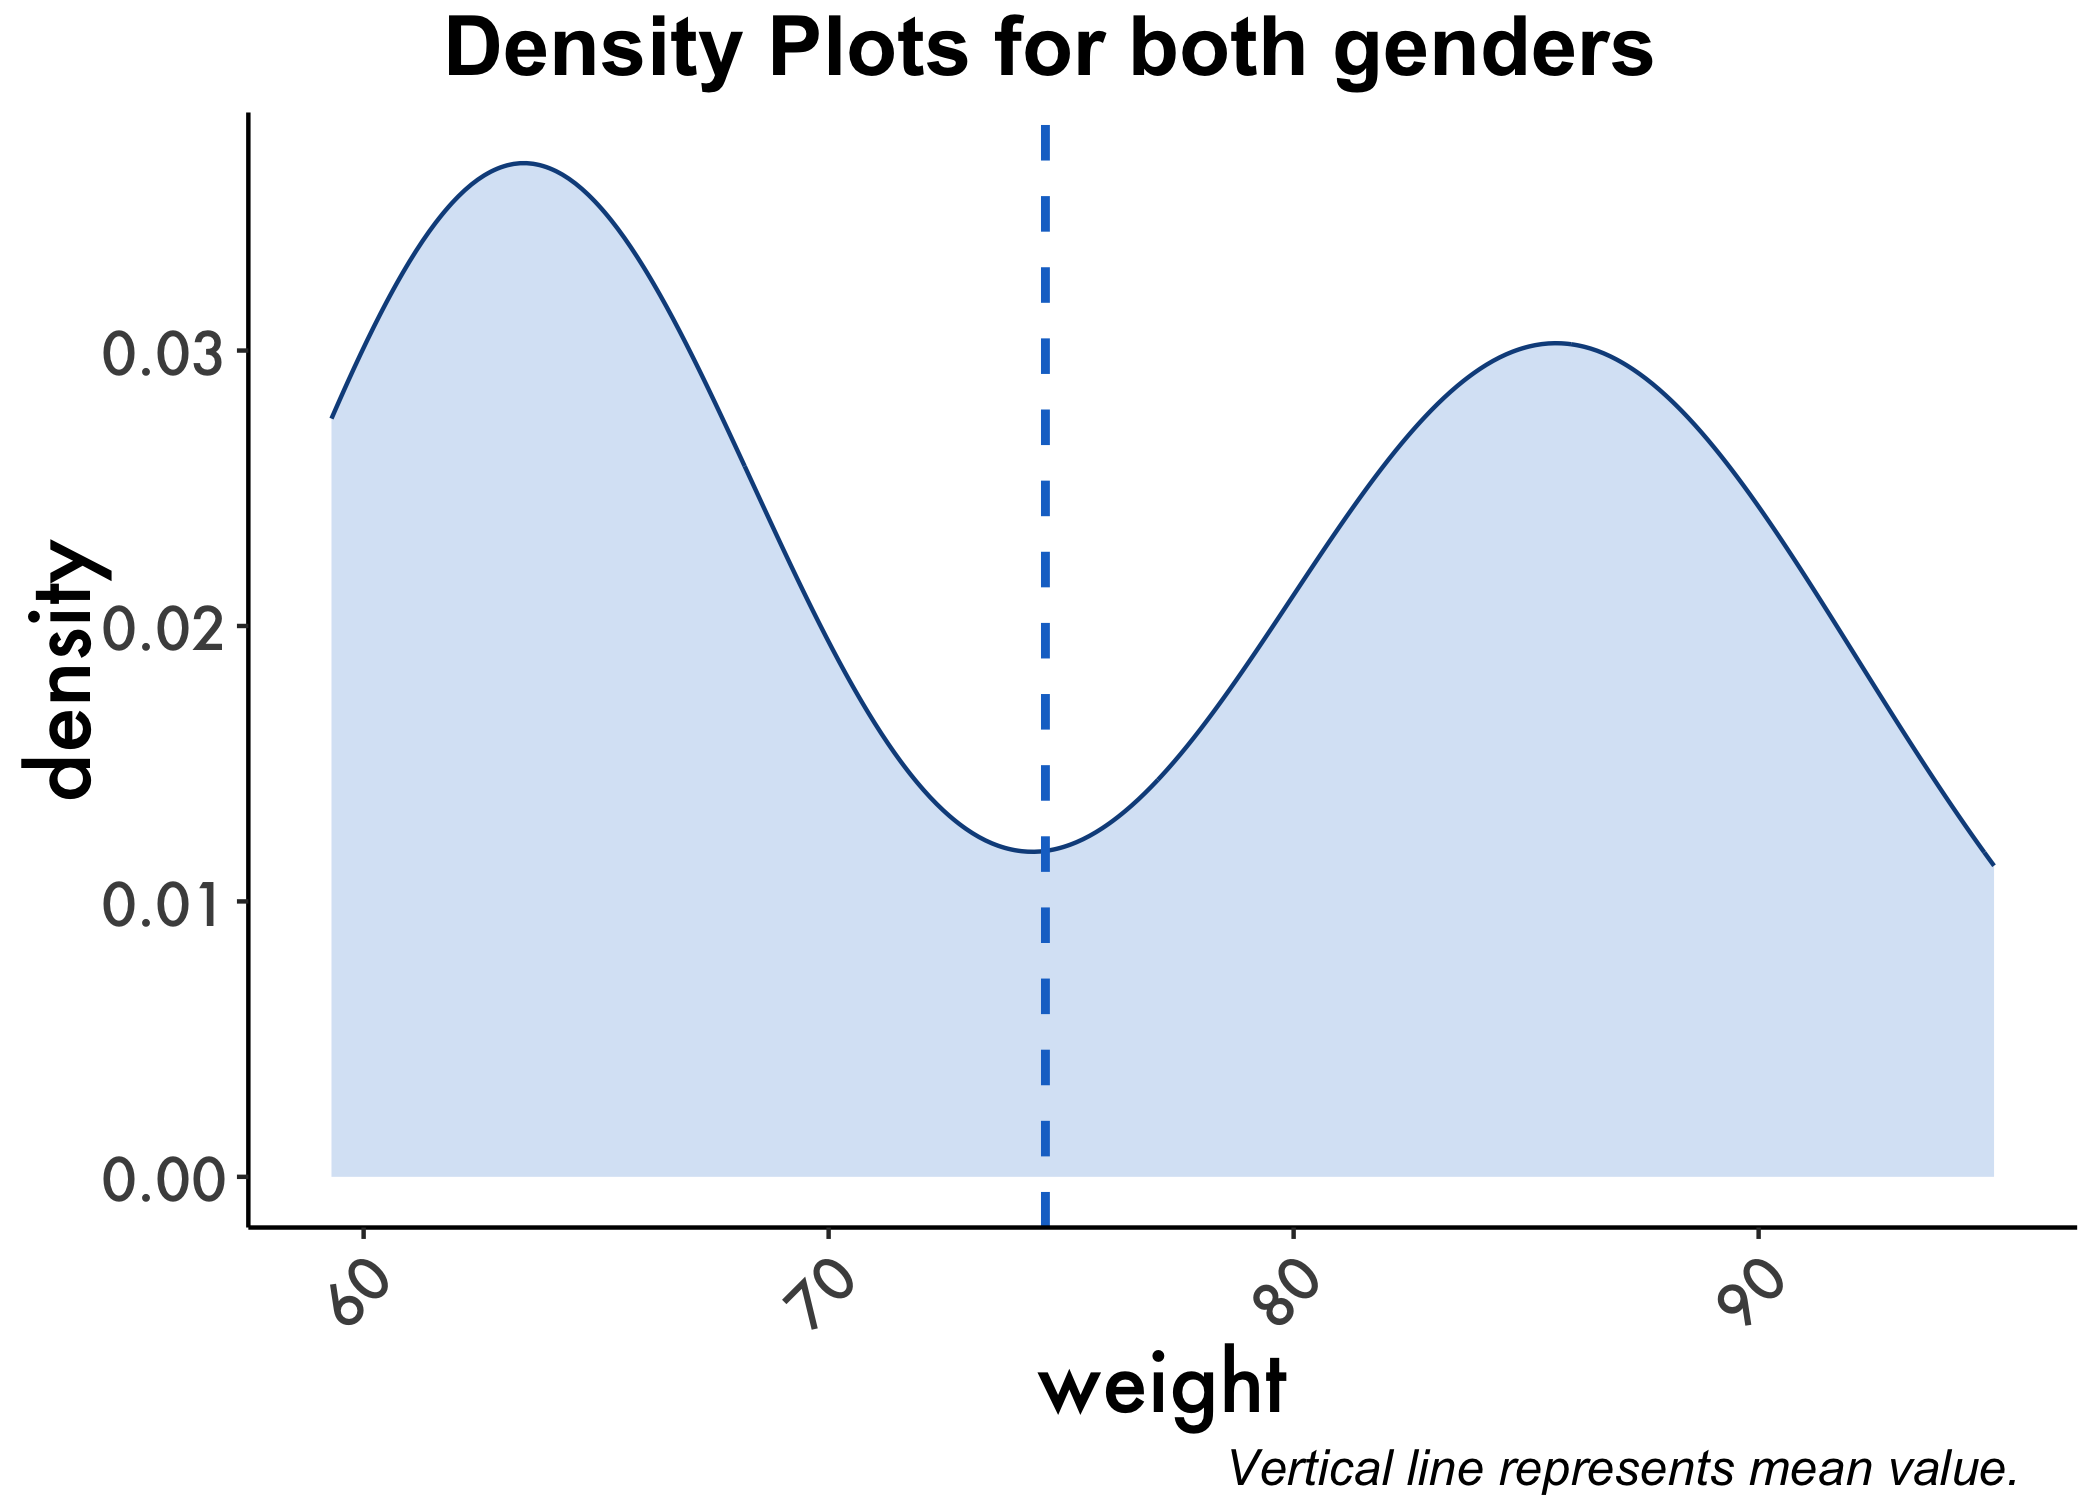 Density Plots for both genders
density
0.03
0.02
0.01
0.00
60
70
80
90
weight
Vertical line represents mean value.